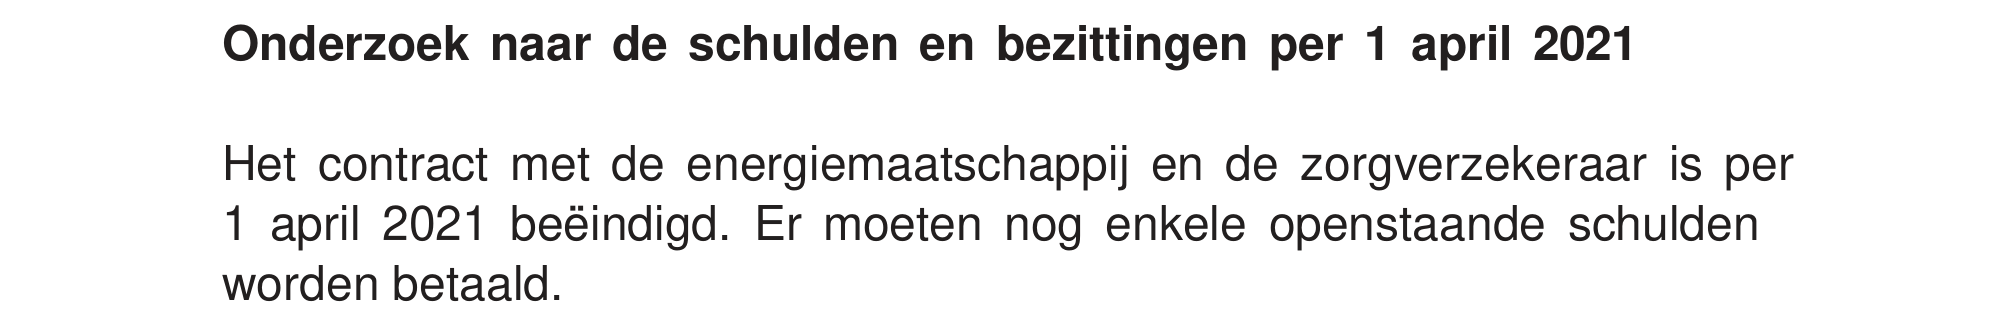 Onderzoek naar de schulden en bezittingen per 1 april 2021
Het contract met de energiemaatschappij en de zorgverzekeraar is per
1 april 2021 beëindigd. Er moeten nog enkele openstaande schulden
worden betaald.